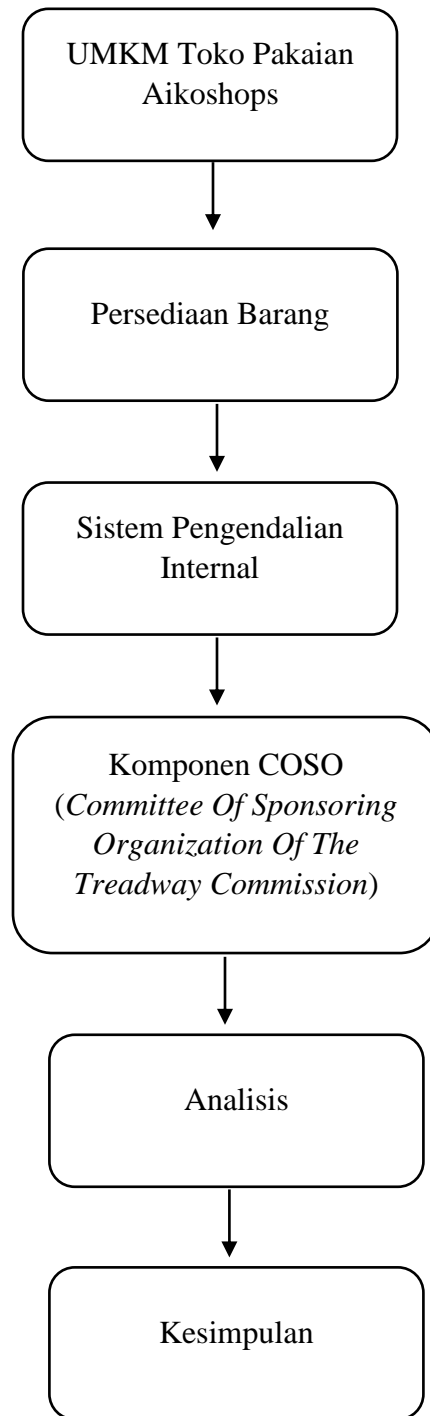 UMKM Toko Pakaian
Aikoshops
Persediaan Barang
Sistem Pengendalian
Internal
Komponen COSO
(Committee Of Sponsoring
Organization Of The
Treadway Commission)
Analisis
Kesimpulan